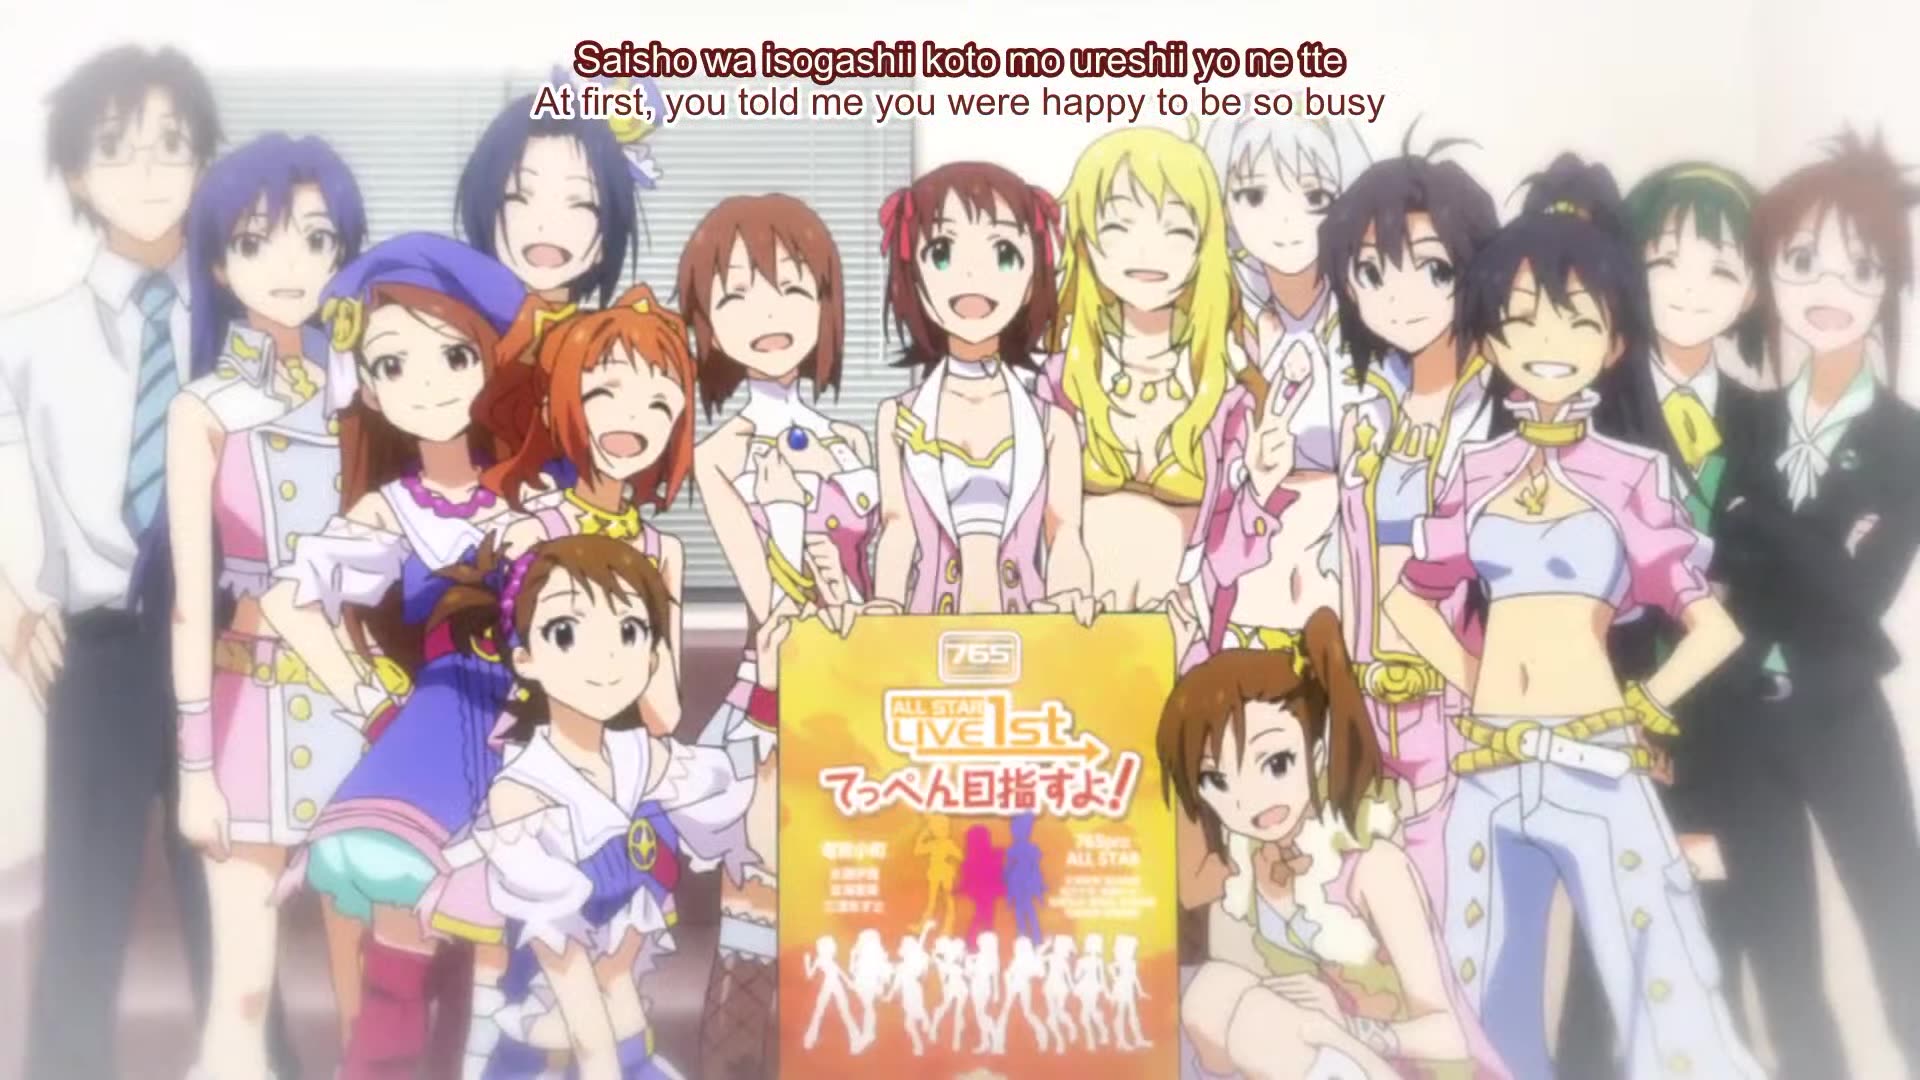 Saisho wa isogashii koto mo ureshii yo ne tte
At first, you told me you were happy to be so busy
765
ALL STAR
LIVE 1st
てっぺん目指すよ!
765pro
ALL STAR